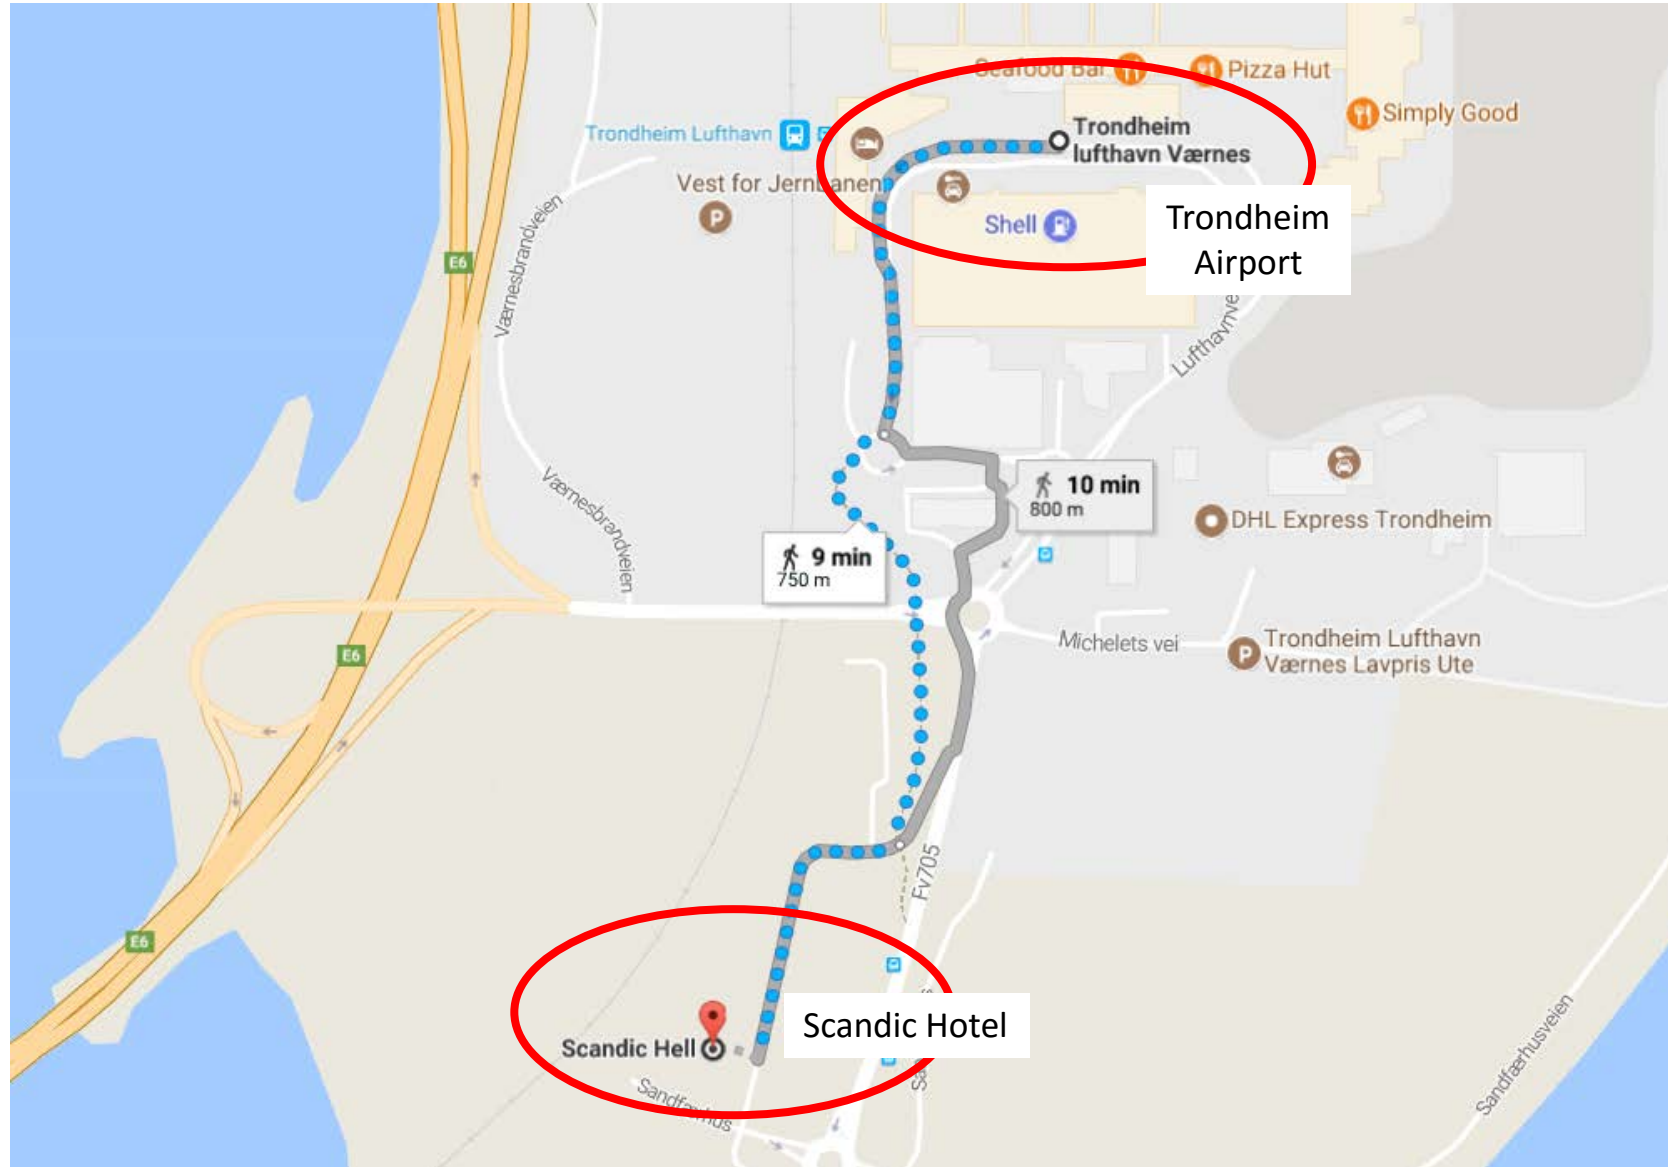 Seafood Bar
Pizza Hut
Simply Good
Trondheim Lufthavn
Trondheim
lufthavn Værnes
Vest for Jernbanen
P
Shell
Trondheim
Airport
E6
Værnesbrandveien
Lufthavnve
Værnesbrandveien
10 min
800 m
DHL Express Trondheim
9 min
750 m
Michelets vei
P
Trondheim Lufthavn
Værnes Lavpris Ute
E6
Fv705
E6
Scandic Hotel
Scandic Hell
Sandfærhus
Sandfærhusveien